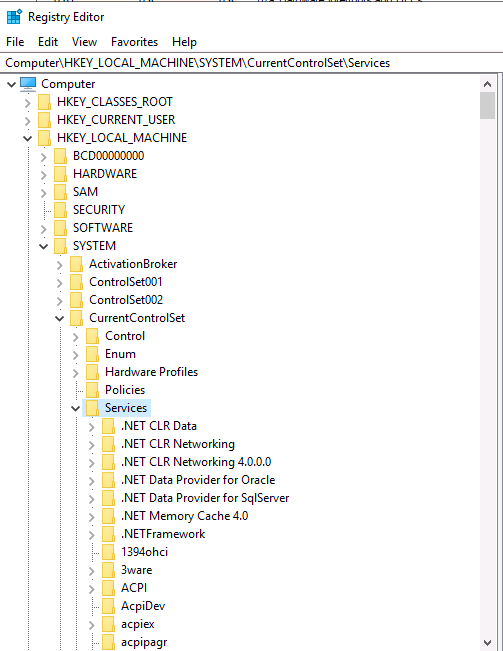 Registry Editor
File Edit View Favorites Help
Computer\HKEY_LOCAL_MACHINE\SYSTEM\CurrentControlSet\Services
Computer
HKEY_CLASSES_ROOT
HKEY_CURRENT_USER
HKEY_LOCAL_MACHINE
BCD00000000
HARDWARE
SAM
SECURITY
SOFTWARE
SYSTEM
ActivationBroker
ControlSet001
ControlSet002
CurrentControlSet
Control
Enum
Hardware Profiles
Policies
Services
.NET CLR Data
.NET CLR Networking
.NET CLR Networking 4.0.0.0
.NET Data Provider for Oracle
.NET Data Provider for SqlServer
.NET Memory Cache 4.0
.NETFramework
1394ohci
3ware
ACPI
AcpiDev
acpiex
acpipagr